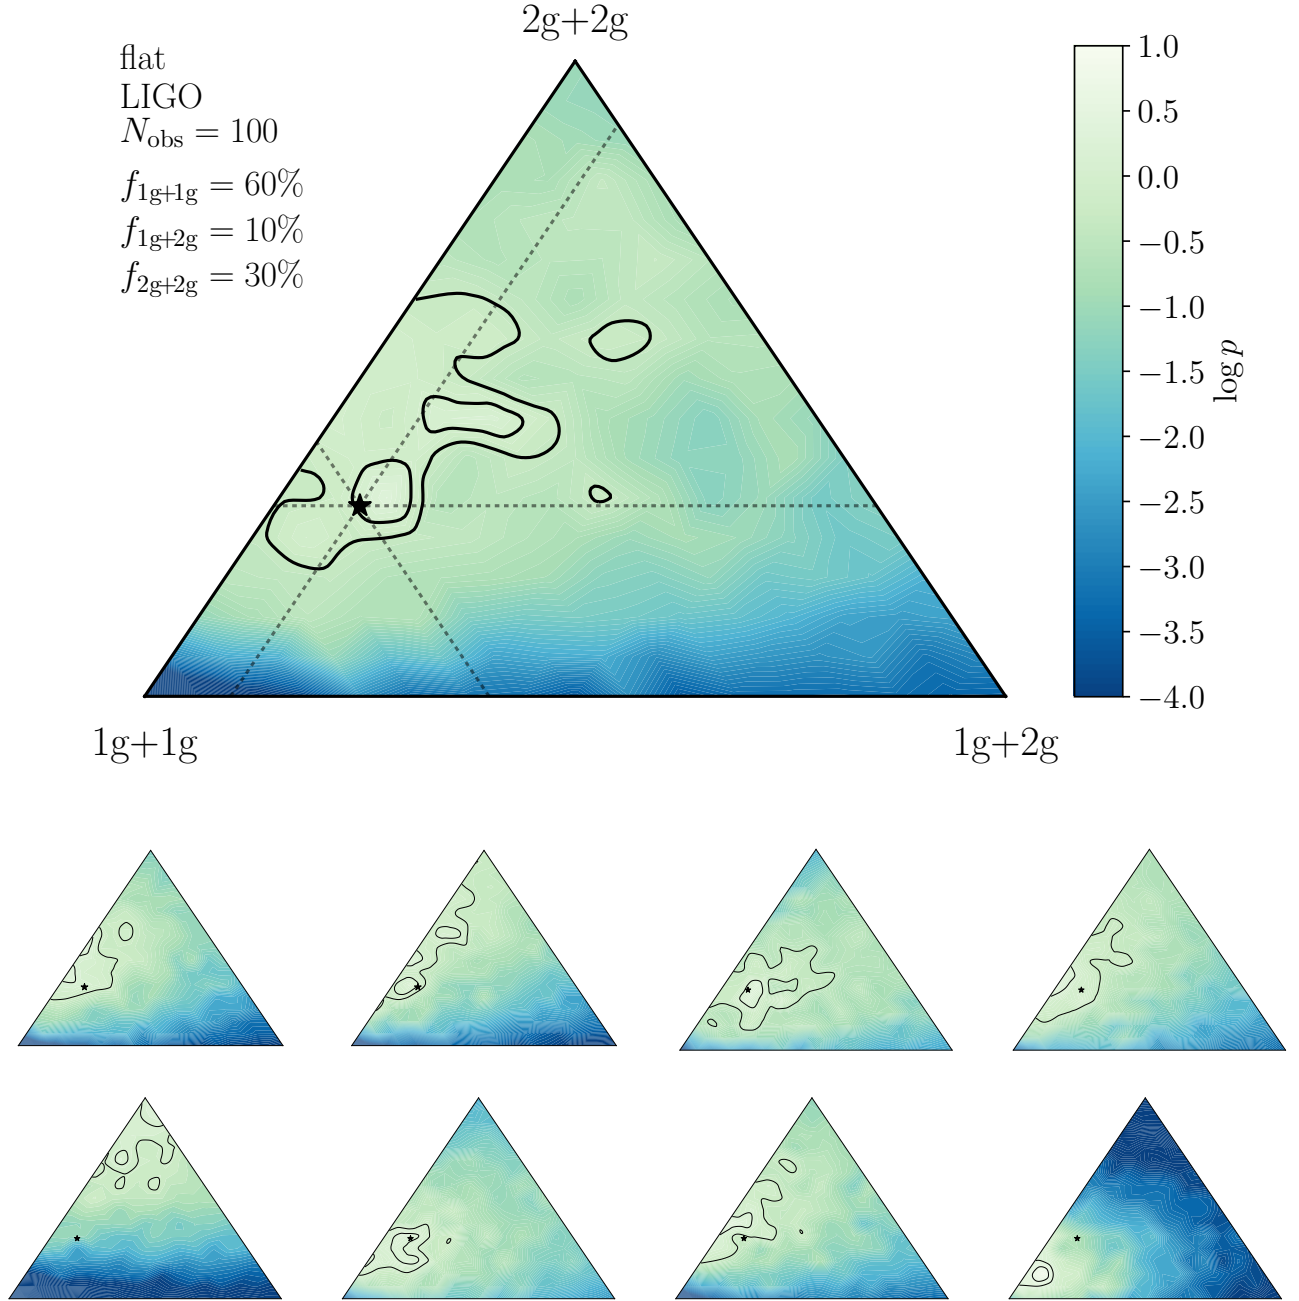 2g+2g
flat
LIGO
N_obs = 100
f_1g+1g = 60%
f_1g+2g = 10%
f_2g+2g = 30%
1.0
0.5
0.0
−0.5
−1.0
−1.5
−2.0
−2.5
−3.0
−3.5
−4.0
log p
1g+1g
1g+2g